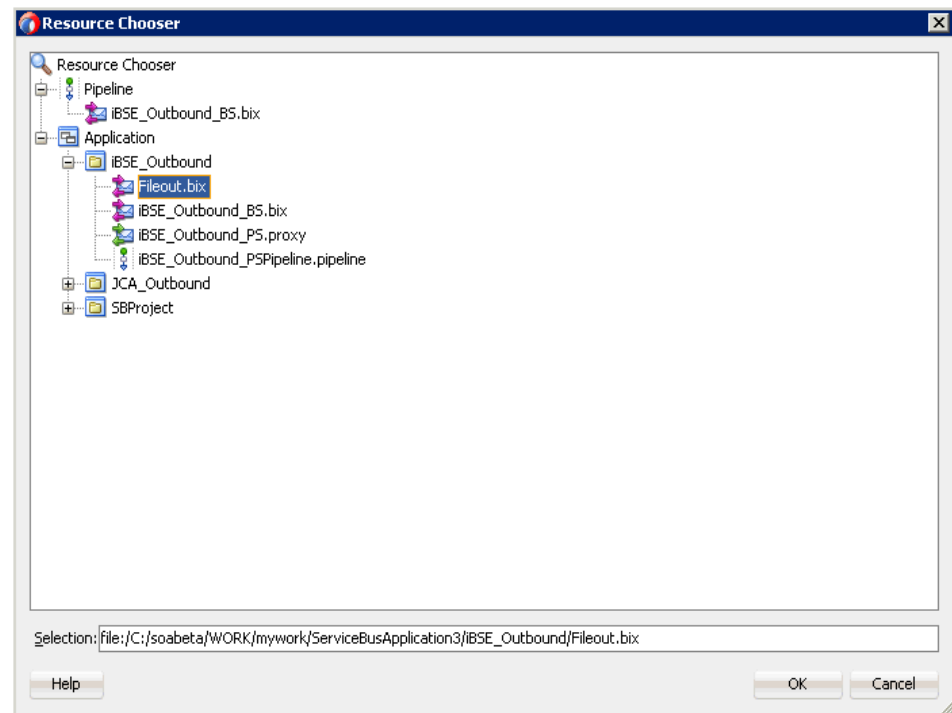 Resource Chooser
Resource Chooser
Pipeline
iBSE_Outbound_BS.bix
Application
iBSE_Outbound
Fileout.bix
iBSE_Outbound_BS.bix
iBSE_Outbound_PS.proxy
iBSE_Outbound_PSPipeline.pipeline
JCA_Outbound
SBProject
Selection: file:/C:/soabeta/WORK/mywork/ServiceBusApplication3/iBSE_Outbound/Fileout.bix
Help OK Cancel